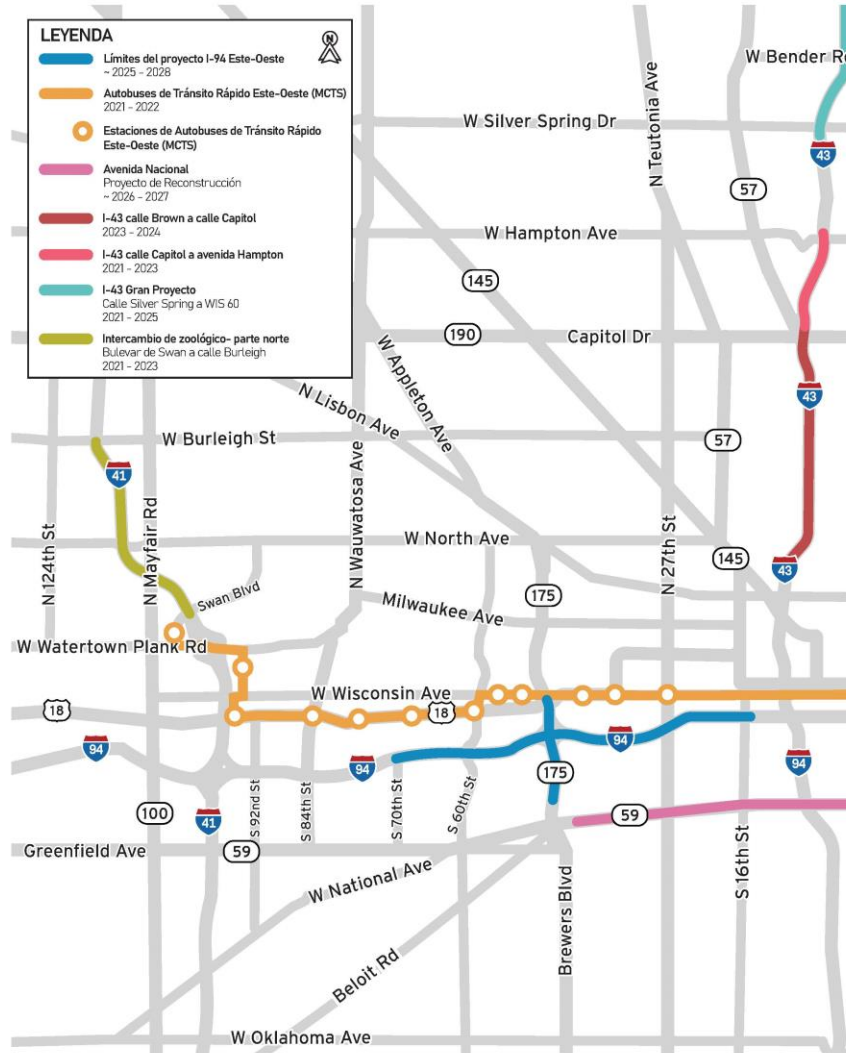 LEYENDA
N
Límites del proyecto I-94 Este-Oeste
~ 2025 - 2028
Autobuses de Tránsito Rápido Este-Oeste (MCTS)
2021 - 2022
Estaciones de Autobuses de Tránsito Rápido
Este-Oeste (MCTS)
Avenida Nacional
Proyecto de Reconstrucción
~ 2026 - 2027
I-43 calle Brown a calle Capitol
2023 - 2024
I-43 calle Capitol a avenida Hampton
2021 - 2023
I-43 Gran Proyecto
Calle Silver Spring a WIS 60
2021 - 2025
Intercambio de zoológico- parte norte
Bulevar de Swan a calle Burleigh
2021 - 2023
W Bender Rd
N Teutonia Ave
W Silver Spring Dr
43
57
W Hampton Ave
145
190
Capitol Dr
W Appleton Ave
N Lisbon Ave
43
W Burleigh St
57
41
N Mayfair Rd
N Wauwatosa Ave
N 124th St
W North Ave
N 27th St
145
43
175
Swan Blvd
Milwaukee Ave
W Watertown Plank Rd
W Wisconsin Ave
18
18
94
94
94
94
175
S 92nd St
S 84th St
S 70th St
S 60th St
100
41
59
59
Greenfield Ave
W National Ave
S 16th St
Brewers Blvd
Beloit Rd
W Oklahoma Ave